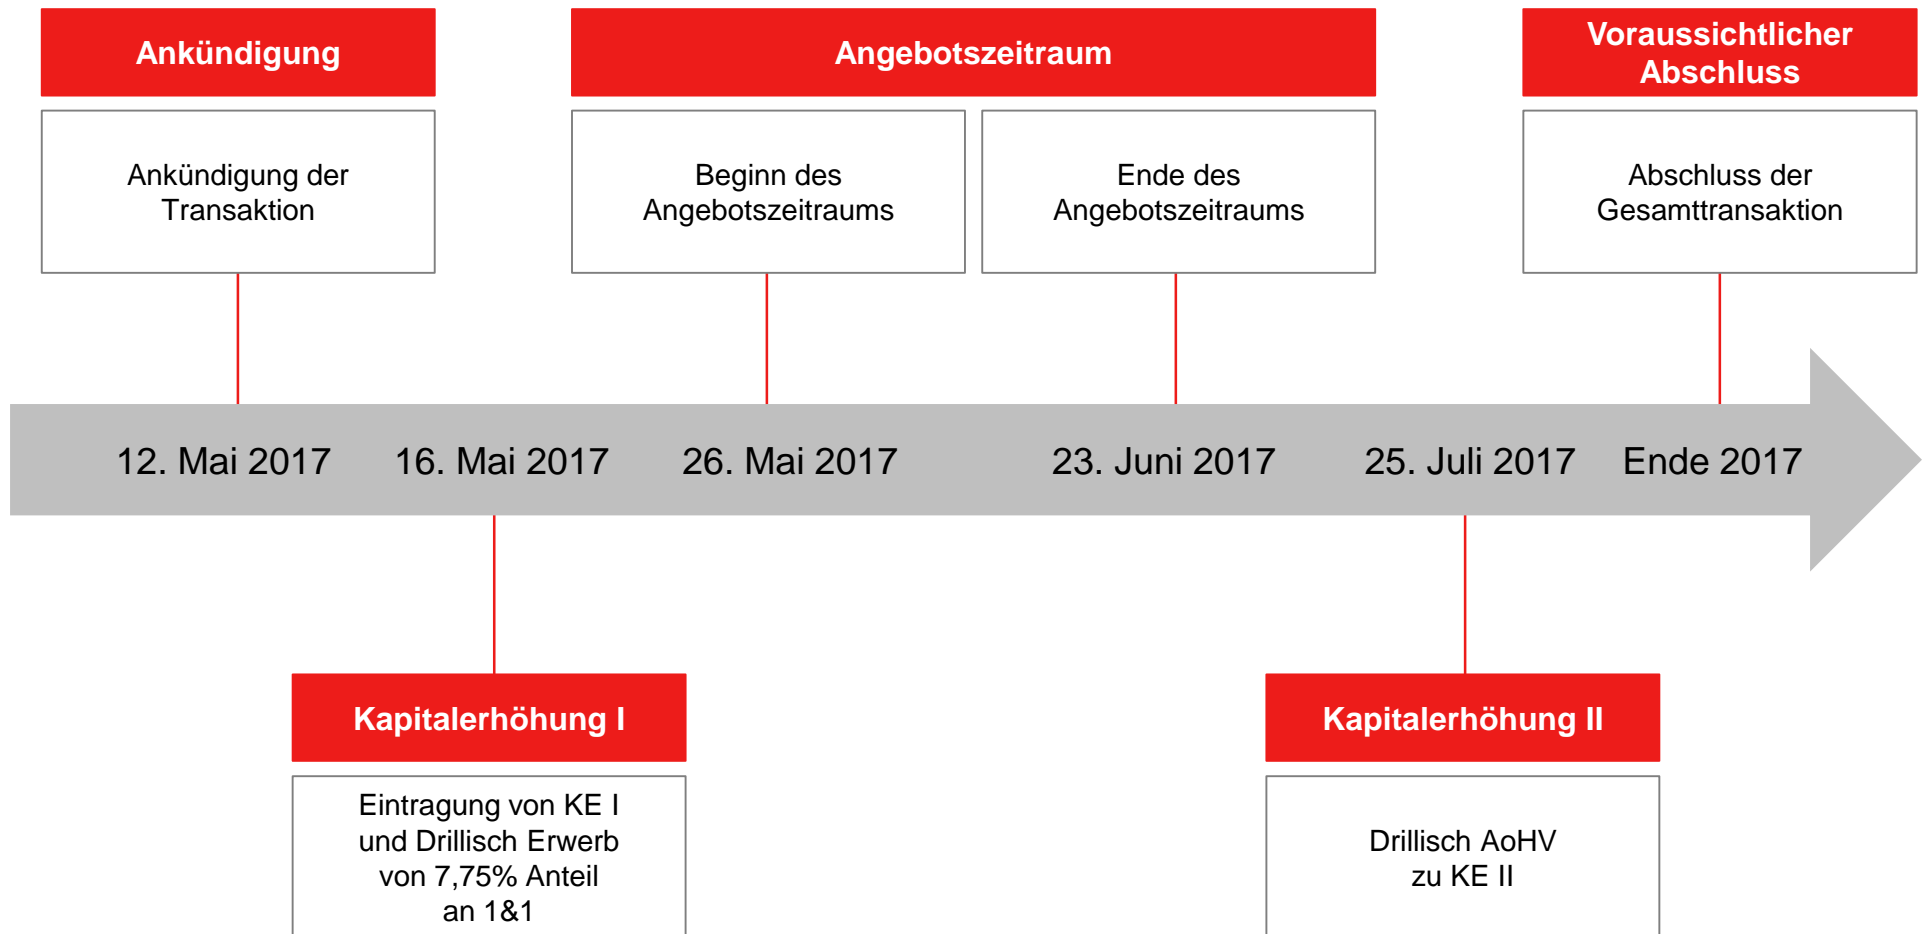 Ankündigung
Angebotszeitraum
Voraussichtlicher
Abschluss
Ankündigung der
Transaktion
Beginn des
Angebotszeitraums
Ende des
Angebotszeitraums
Abschluss der
Gesamttransaktion
12. Mai 2017
16. Mai 2017
26. Mai 2017
23. Juni 2017
25. Juli 2017
Ende 2017
Kapitalerhöhung I
Eintragung von KE I
und Drillisch Erwerb
von 7,75% Anteil
an 1&1
Kapitalerhöhung II
Drillisch AoHV
zu KE II